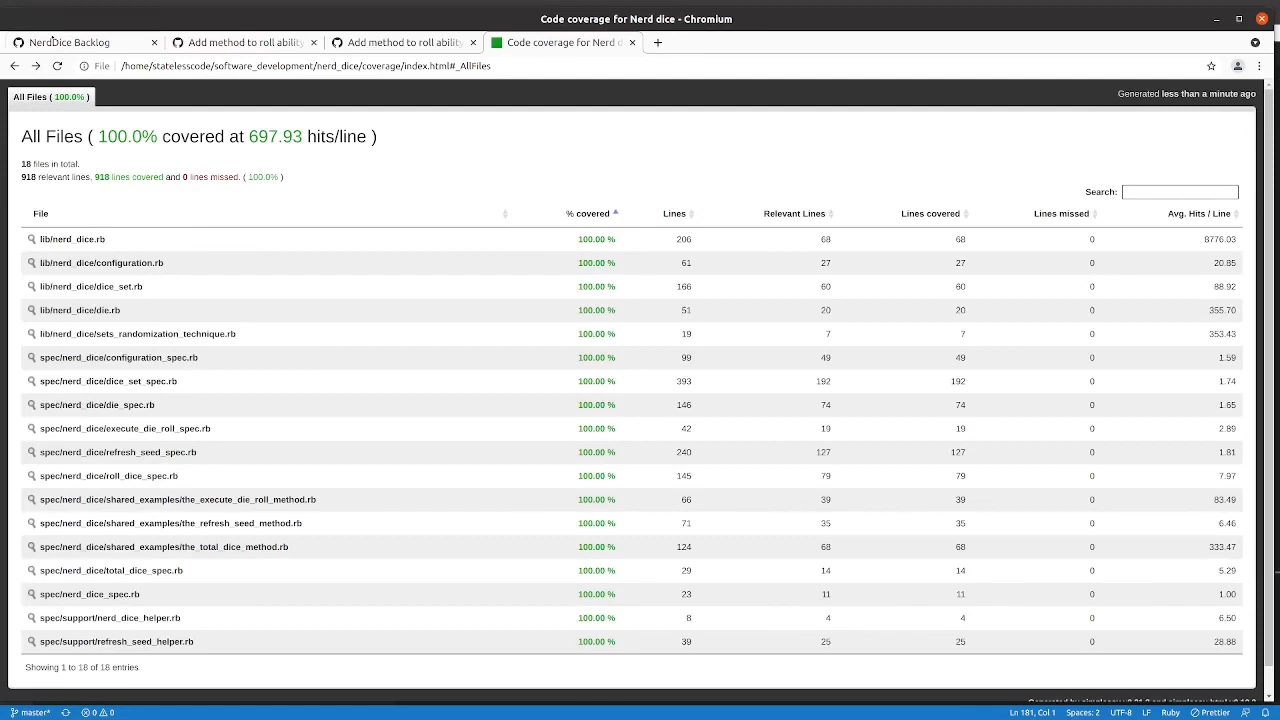 Code coverage for Nerd dice - Chromium
NerdDice Backlog
Add method to roll ability
Add method to roll ability
Code coverage for Nerd d
File
/home/statelesscode/software_development/nerd_dice/coverage/index.html#_AllFiles
All Files ( 100.0% )
Generated less than a minute ago
All Files ( 100.0% covered at 697.93 hits/line )
18 files in total.
918 relevant lines, 918 lines covered and 0 lines missed. ( 100.0% )
Search:
File % covered Lines Relevant Lines Lines covered Lines missed Avg. Hits / Line
lib/nerd_dice.rb 100.00 % 206 68 68 0 8776.03
lib/nerd_dice/configuration.rb 100.00 % 61 27 27 0 20.85
lib/nerd_dice/dice_set.rb 100.00 % 166 60 60 0 88.92
lib/nerd_dice/die.rb 100.00 % 51 20 20 0 355.70
lib/nerd_dice/sets_randomization_technique.rb 100.00 % 19 7 7 0 353.43
spec/nerd_dice/configuration_spec.rb 100.00 % 99 49 49 0 1.59
spec/nerd_dice/dice_set_spec.rb 100.00 % 393 192 192 0 1.74
spec/nerd_dice/die_spec.rb 100.00 % 146 74 74 0 1.65
spec/nerd_dice/execute_die_roll_spec.rb 100.00 % 42 19 19 0 2.89
spec/nerd_dice/refresh_seed_spec.rb 100.00 % 240 127 127 0 1.81
spec/nerd_dice/roll_dice_spec.rb 100.00 % 145 79 79 0 7.97
spec/nerd_dice/shared_examples/the_execute_die_roll_method.rb 100.00 % 66 39 39 0 83.49
spec/nerd_dice/shared_examples/the_refresh_seed_method.rb 100.00 % 71 35 35 0 6.46
spec/nerd_dice/shared_examples/the_total_dice_method.rb 100.00 % 124 68 68 0 333.47
spec/nerd_dice/total_dice_spec.rb 100.00 % 29 14 14 0 5.29
spec/nerd_dice_spec.rb 100.00 % 23 11 11 0 1.00
spec/support/nerd_dice_helper.rb 100.00 % 8 4 4 0 6.50
spec/support/refresh_seed_helper.rb 100.00 % 39 25 25 0 28.88
Showing 1 to 18 of 18 entries
master* 0 0 Ln 181, Col 1 Spaces: 2 UTF-8 LF Ruby Prettier